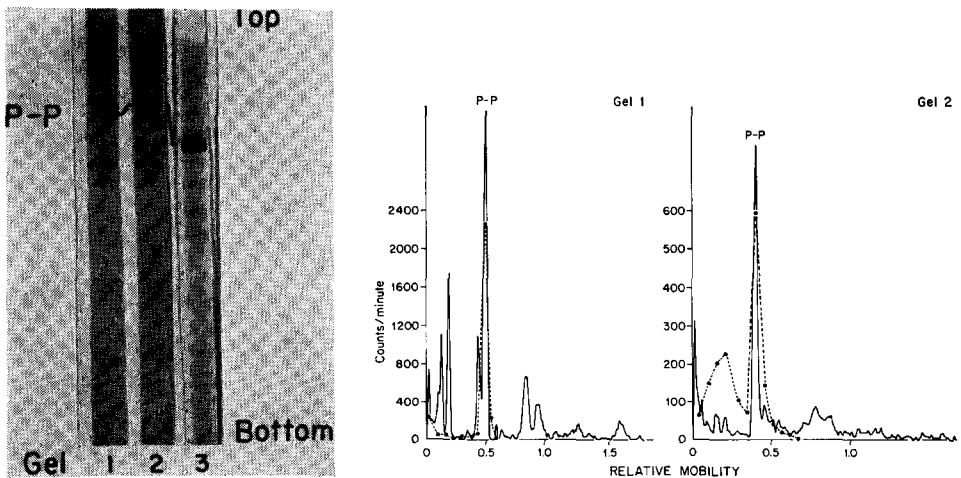 Top
P-P
Bottom
Gel 1 2 3
P-P
Gel 1
Counts/minute
2400
2000
1600
1200
800
400
0
0 0.5 1.0 1.5
P-P
Gel 2
600
500
400
300
200
100
0
0 0.5 1.0
RELATIVE MOBILITY